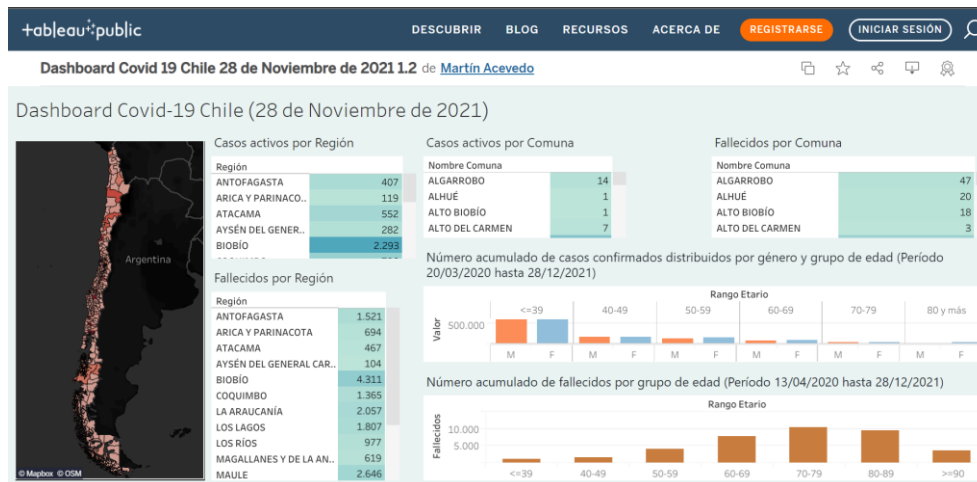 +ableau public
DESCUBRIR BLOG RECURSOS ACERCA DE REGISTRARSE INICIAR SESIÓN
Dashboard Covid 19 Chile 28 de Noviembre de 2021 1.2 de Martín Acevedo
Dashboard Covid-19 Chile (28 de Noviembre de 2021)
Argentina
© Mapbox © OSM
Casos activos por Región
Región
ANTOFAGASTA 407
ARICA Y PARINACO.. 119
ATACAMA 552
AYSÉN DEL GENER.. 282
BIOBÍO 2.293
Fallecidos por Región
Región
ANTOFAGASTA 1.521
ARICA Y PARINACOTA 694
ATACAMA 467
AYSÉN DEL GENERAL CAR.. 104
BIOBÍO 4.311
COQUIMBO 1.365
LA ARAUCANÍA 2.057
LOS LAGOS 1.807
LOS RÍOS 977
MAGALLANES Y DE LA AN.. 619
MAULE 2.646
Casos activos por Comuna
Nombre Comuna
ALGARROBO 14
ALHUÉ 1
ALTO BIOBÍO 1
ALTO DEL CARMEN 7
Fallecidos por Comuna
Nombre Comuna
ALGARROBO 47
ALHUÉ 20
ALTO BIOBÍO 18
ALTO DEL CARMEN 3
Número acumulado de casos confirmados distribuidos por género y grupo de edad (Período
20/03/2020 hasta 28/12/2021)
Rango Etario
<=39 40-49 50-59 60-69 70-79 80 y más
Valor
500.000
M F M F M F M F M F M F
Número acumulado de fallecidos por grupo de edad (Período 13/04/2020 hasta 28/12/2021)
Rango Etario
Fallecidos
10.000
5.000
<=39 40-49 50-59 60-69 70-79 80-89 >=90